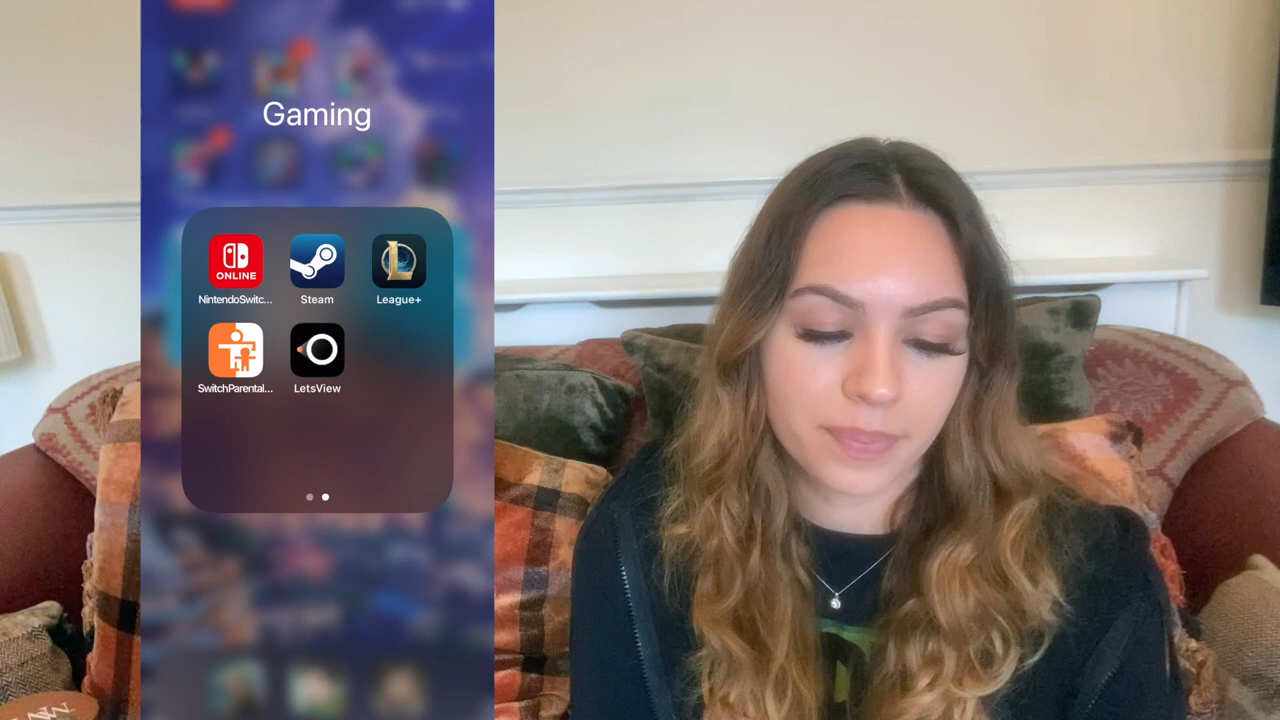 Gaming
ONLINE
NintendoSwitc...
Steam
League+
SwitchParental...
LetsView